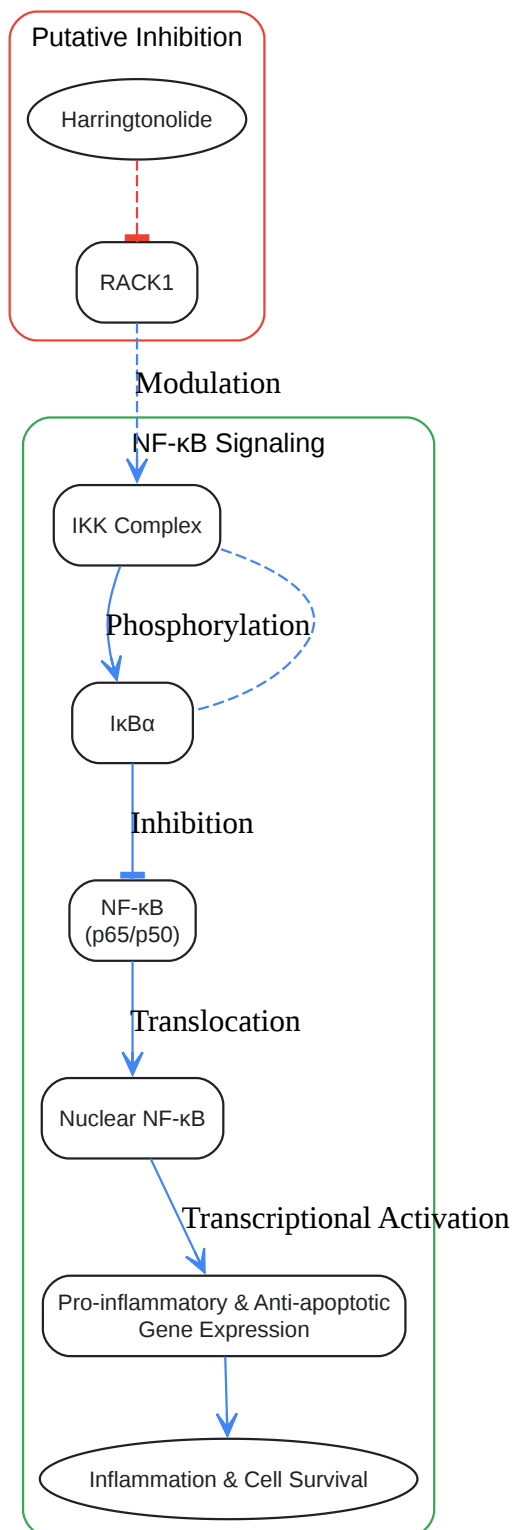 Putative Inhibition
Harringtonolide
RACK1
Modulation
NF-κB Signaling
IKK Complex
Phosphorylation
IκBα
Inhibition
NF-κB
(p65/p50)
Translocation
Nuclear NF-κB
Transcriptional Activation
Pro-inflammatory & Anti-apoptotic
Gene Expression
Inflammation & Cell Survival